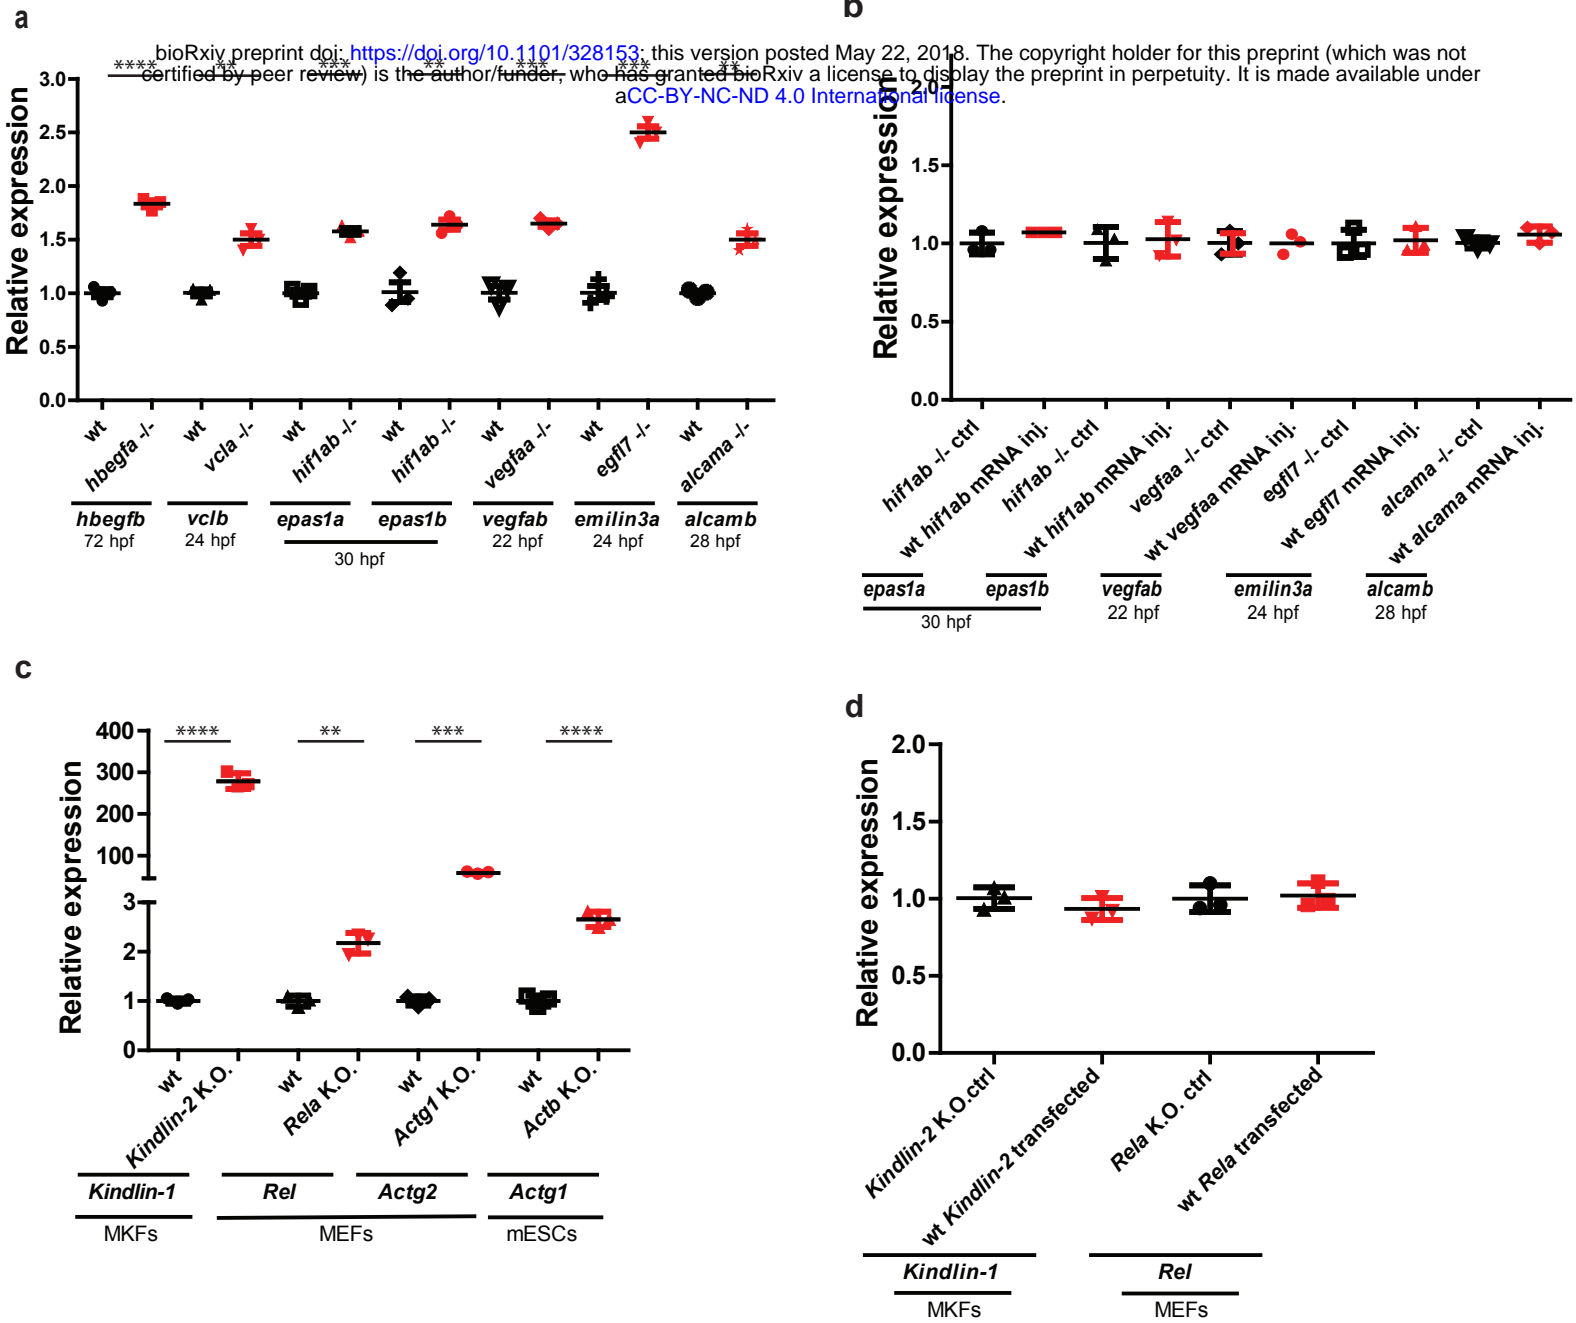 a
b
bioRxiv preprint doi: https://doi.org/10.1101/328153; this version posted May 22, 2018. The copyright holder for this preprint (which was not
certified by peer review) is the author/funder, who has granted bioRxiv a license to display the preprint in perpetuity. It is made available under
aCC-BY-NC-ND 4.0 International license.
**** ** *** ** *** *** **
Relative expression
3.0
2.5
2.0
1.5
1.0
0.5
0.0
wt
hbegfa -/-
wt
vcla -/-
wt
hif1ab -/-
wt
hif1ab -/-
wt
vegfaa -/-
wt
egfl7 -/-
wt
alcama -/-
hbegfb vclb epas1a epas1b vegfab emilin3a alcamb
72 hpf 24 hpf 22 hpf 24 hpf 28 hpf
30 hpf
Relative expression
2.0
1.5
1.0
0.5
0.0
hif1ab -/- ctrl
wt hif1ab mRNA inj.
hif1ab -/- ctrl
wt hif1ab mRNA inj.
vegfaa -/- ctrl
wt vegfaa mRNA inj.
egfl7 -/- ctrl
wt egfl7 mRNA inj.
alcama -/- ctrl
wt alcama mRNA inj.
epas1a epas1b vegfab emilin3a alcamb
22 hpf 24 hpf 28 hpf
30 hpf
c
**** ** *** ****
Relative expression
400
300
200
100
3
2
1
0
wt
Kindlin-2 K.O.
wt
Rela K.O.
wt
Actg1 K.O.
wt
Actb K.O.
Kindlin-1 Rel Actg2 Actg1
MKFs MEFs mESCs
d
Relative expression
2.0
1.5
1.0
0.5
0.0
Kindlin-2 K.O.ctrl
wt Kindlin-2 transfected
Rela K.O. ctrl
wt Rela transfected
Kindlin-1 Rel
MKFs MEFs